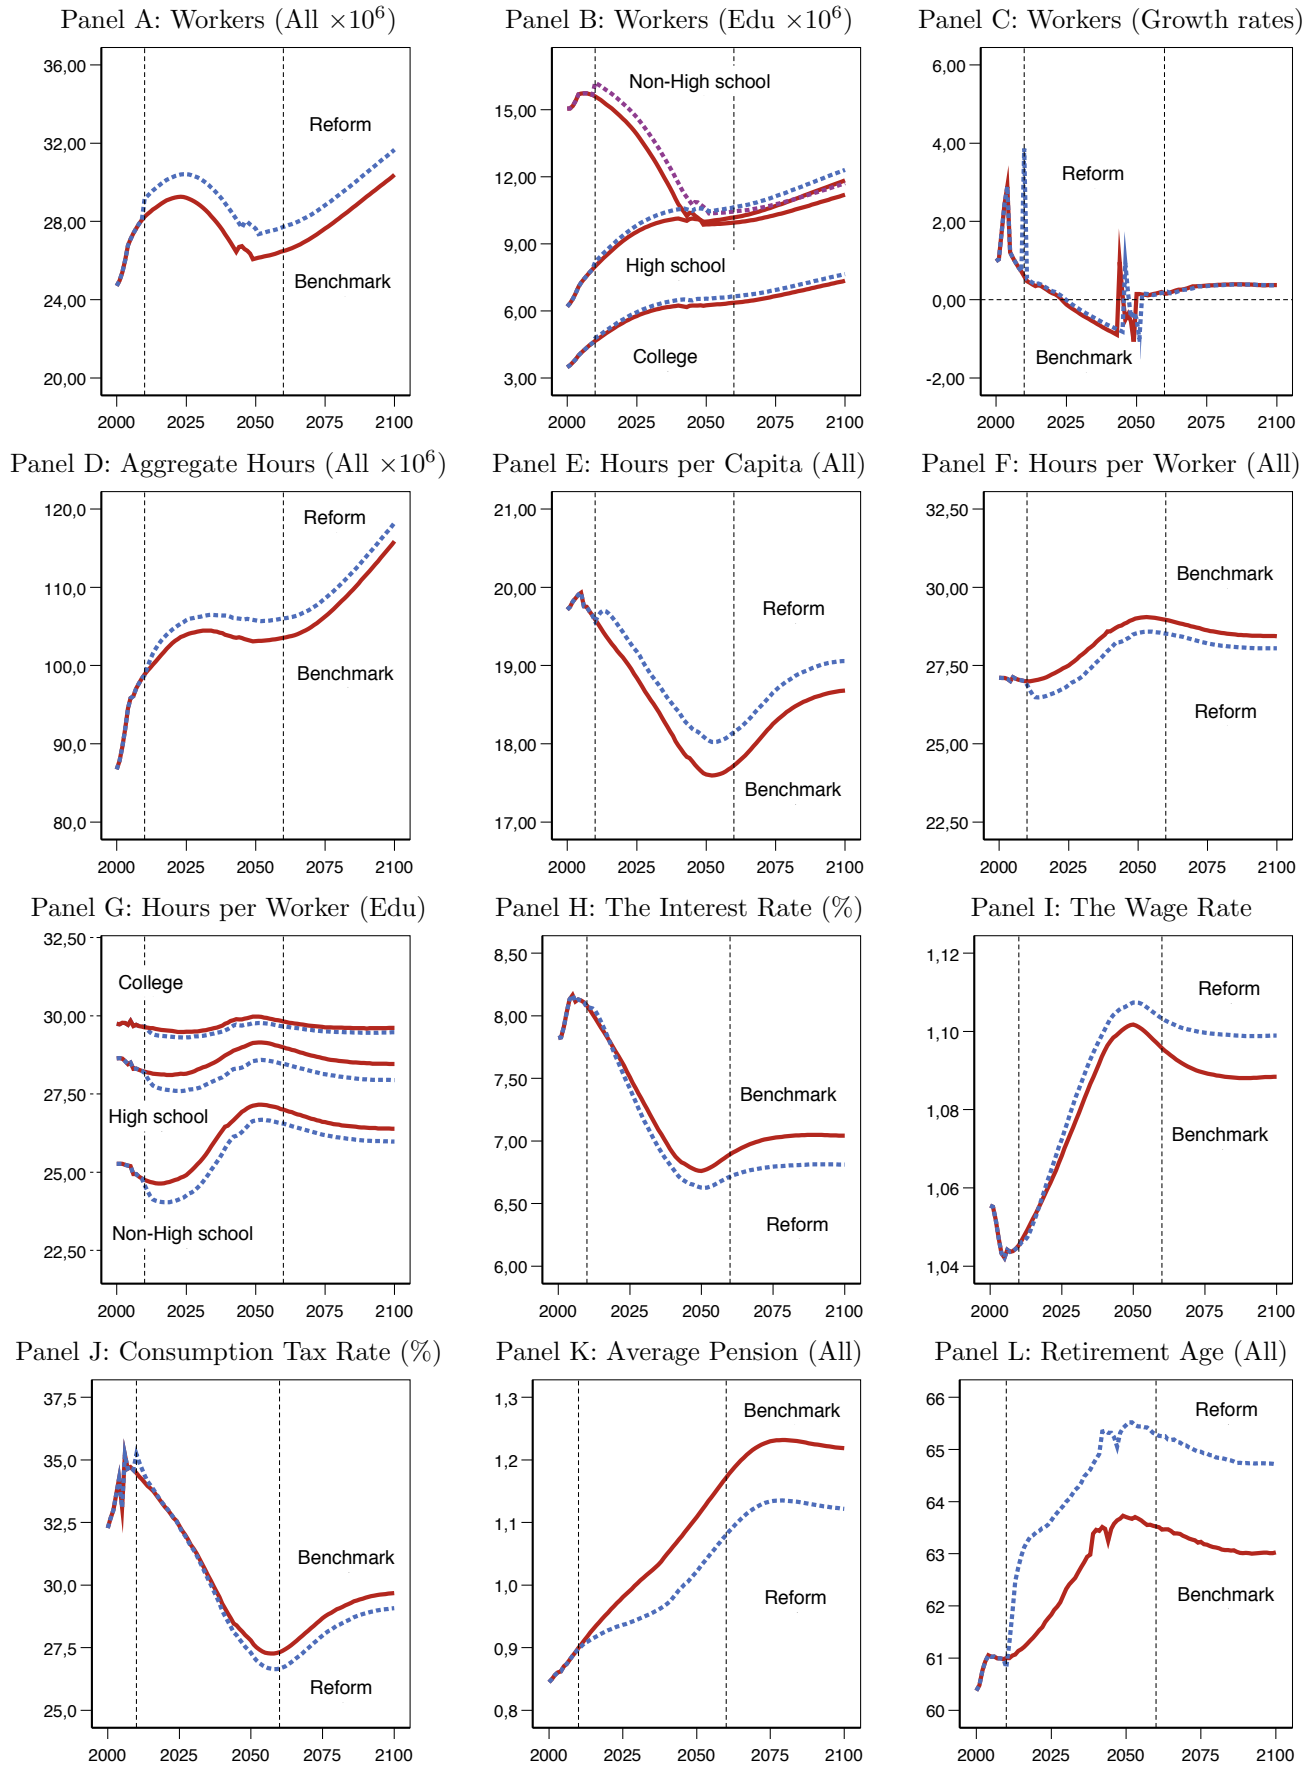 Panel A: Workers (All ×10⁶)
36,00
32,00
28,00
24,00
20,00
Reform
Benchmark
2000 2025 2050 2075 2100
Panel B: Workers (Edu ×10⁶)
15,00
12,00
9,00
6,00
3,00
Non-High school
High school
College
2000 2025 2050 2075 2100
Panel C: Workers (Growth rates)
6,00
4,00
2,00
0,00
-2,00
Reform
Benchmark
2000 2025 2050 2075 2100
Panel D: Aggregate Hours (All ×10⁶)
120,0
110,0
100,0
90,0
80,0
Reform
Benchmark
2000 2025 2050 2075 2100
Panel E: Hours per Capita (All)
21,00
20,00
19,00
18,00
17,00
Reform
Benchmark
2000 2025 2050 2075 2100
Panel F: Hours per Worker (All)
32,50
30,00
27,50
25,00
22,50
Benchmark
Reform
2000 2025 2050 2075 2100
Panel G: Hours per Worker (Edu)
32,50
30,00
27,50
25,00
22,50
College
High school
Non-High school
2000 2025 2050 2075 2100
Panel H: The Interest Rate (%)
8,50
8,00
7,50
7,00
6,50
6,00
Benchmark
Reform
2000 2025 2050 2075 2100
Panel I: The Wage Rate
1,12
1,10
1,08
1,06
1,04
Reform
Benchmark
2000 2025 2050 2075 2100
Panel J: Consumption Tax Rate (%)
37,5
35,0
32,5
30,0
27,5
25,0
Benchmark
Reform
2000 2025 2050 2075 2100
Panel K: Average Pension (All)
1,3
1,2
1,1
1,0
0,9
0,8
Benchmark
Reform
2000 2025 2050 2075 2100
Panel L: Retirement Age (All)
66
65
64
63
62
61
60
Reform
Benchmark
2000 2025 2050 2075 2100